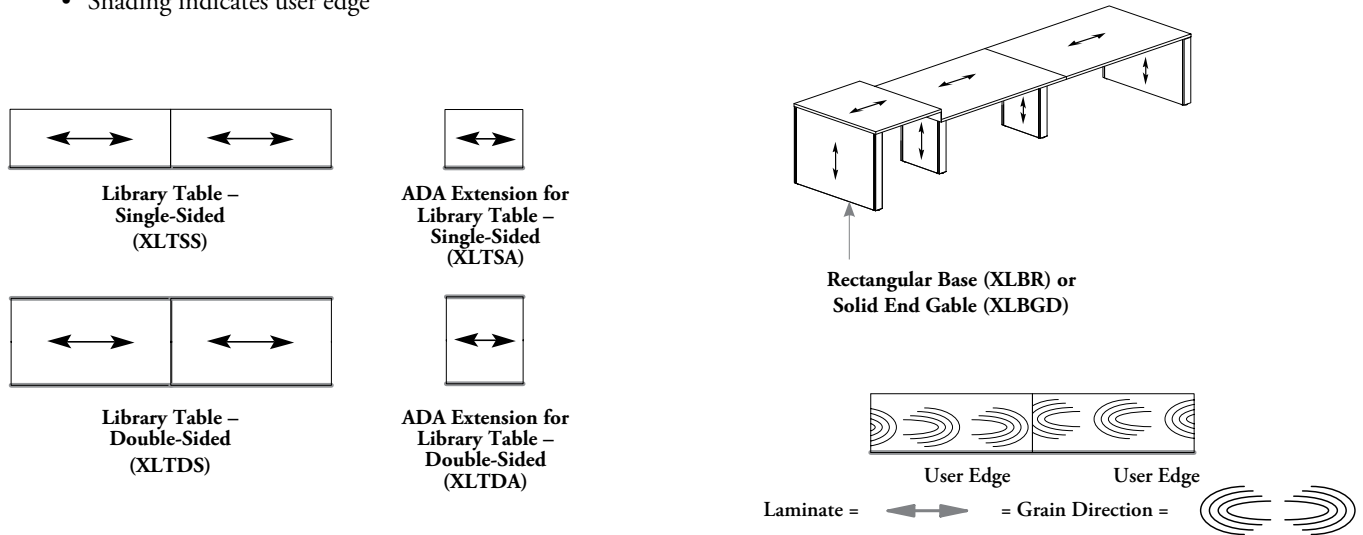 • Shading indicates user edge
Library Table –
Single-Sided
(XLTSS)
ADA Extension for
Library Table –
Single-Sided
(XLTSA)
Rectangular Base (XLBR) or
Solid End Gable (XLBGD)
Library Table –
Double-Sided
(XLTDS)
ADA Extension for
Library Table –
Double-Sided
(XLTDA)
User Edge
User Edge
Laminate = = Grain Direction =